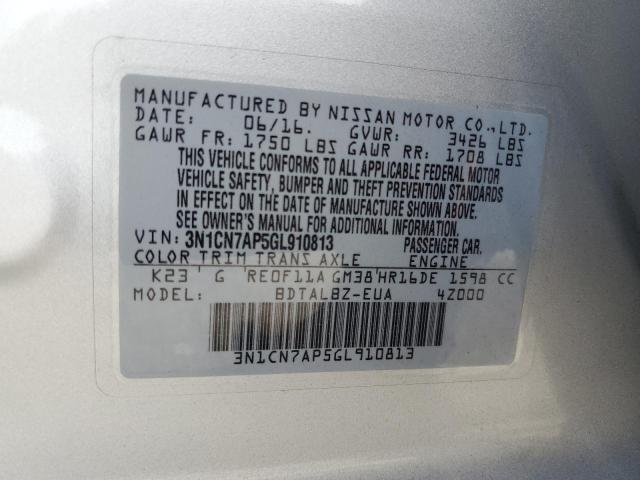 MANUFACTURED BY NISSAN MOTOR CO.,LTD.
DATE: 06/16. GVWR: 3426 LBS
GAWR FR: 1750 LBS GAWR RR: 1708 LBS
THIS VEHICLE CONFORMS TO ALL APPLICABLE FEDERAL MOTOR
VEHICLE SAFETY, BUMPER AND THEFT PREVENTION STANDARDS
IN EFFECT ON THE DATE OF MANUFACTURE SHOWN ABOVE.
SEE OWNER'S MANUAL FOR ADDITIONAL INFORMATION.
VIN: 3N1CN7AP5GL910813 PASSENGER CAR.
COLOR TRIM TRANS AXLE ENGINE
K23 G RE0F11A GM38 HR16DE 1598 CC
MODEL: BDTALBZ-EUA 4Z000
3N1CN7AP5GL910813